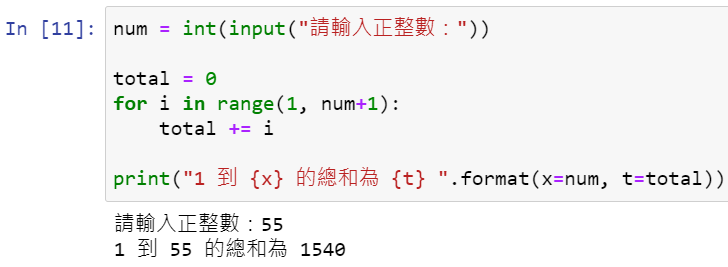 In [11]: num = int(input("請輸入正整數："))
total = 0
for i in range(1, num+1):
    total += i
print("1 到 {x} 的總和為 {t} ".format(x=num, t=total))
請輸入正整數：55
1 到 55 的總和為 1540